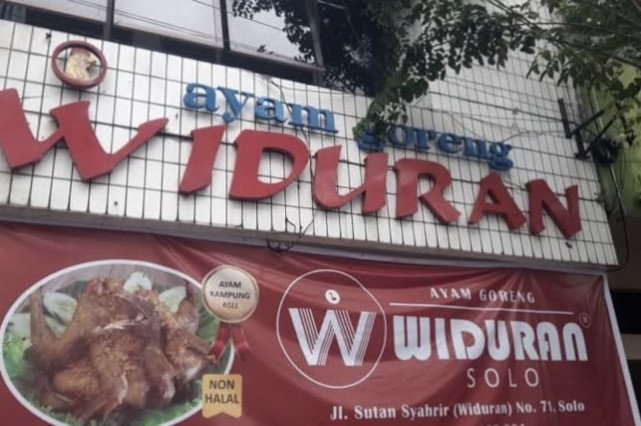 ayam goreng
WIDURAN
AYAM
KAMPUNG
ASLI
NON
HALAL
W
AYAM GORENG
WIDURAN®
SOLO
Jl. Sutan Syahrir (Widuran) No. 71, Solo